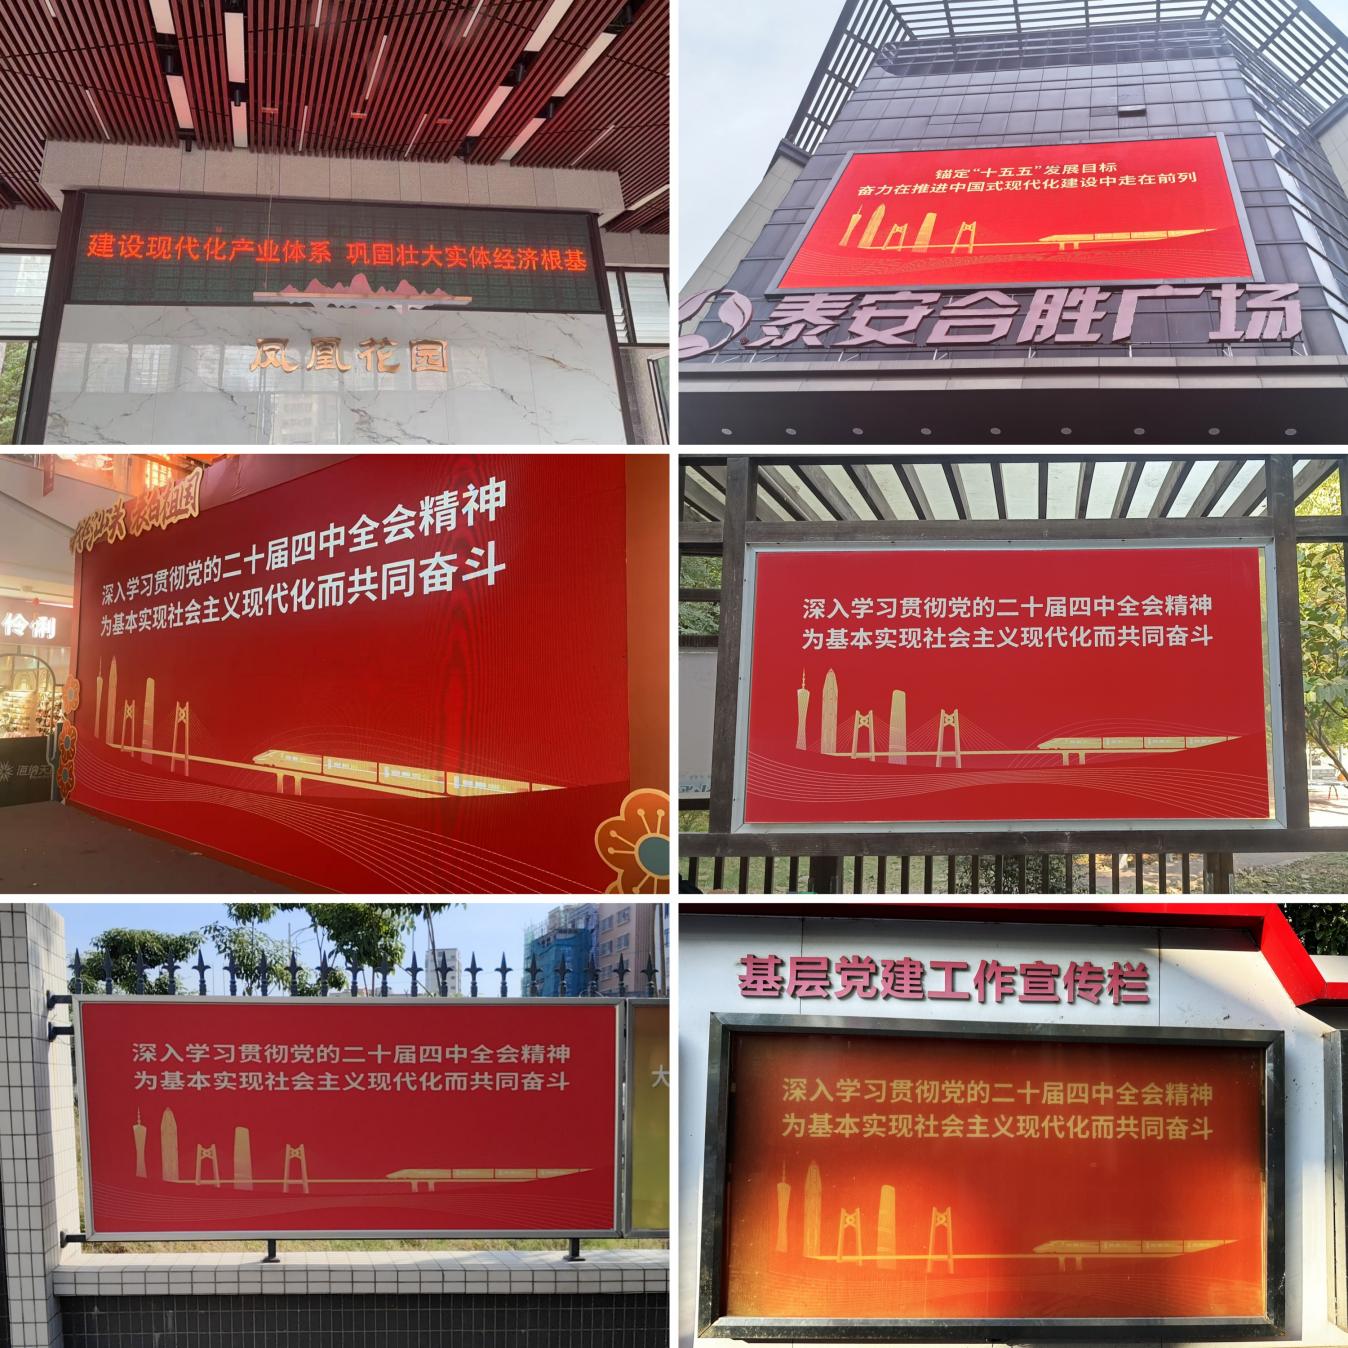 建设现代化产业体系 巩固壮大实体经济根基
凤凰花园
锚定“十五五”发展目标
奋力在推进中国式现代化建设中走在前列
泰安合胜广场
表白祖国
深入学习贯彻党的二十届四中全会精神
为基本实现社会主义现代化而共同奋斗
伶俐
海纳天
深入学习贯彻党的二十届四中全会精神
为基本实现社会主义现代化而共同奋斗
深入学习贯彻党的二十届四中全会精神
为基本实现社会主义现代化而共同奋斗
大
基层党建工作宣传栏
深入学习贯彻党的二十届四中全会精神
为基本实现社会主义现代化而共同奋斗